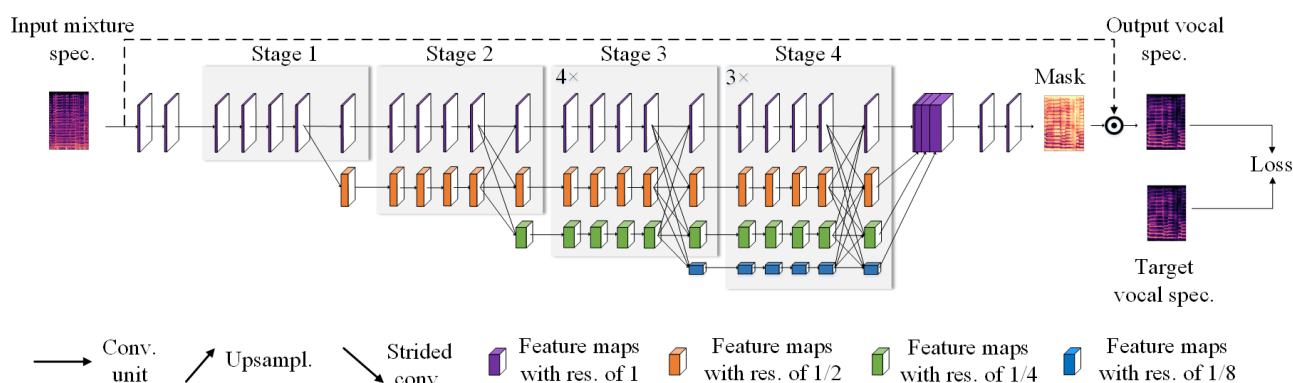 Input mixture
spec.
Stage 1
Stage 2
Stage 3
Stage 4
Output vocal
spec.
4×
3×
Mask
Loss
Target
vocal spec.
Conv.
unit
Upsampl.
Strided
conv
Feature maps
with res. of 1
Feature maps
with res. of 1/2
Feature maps
with res. of 1/4
Feature maps
with res. of 1/8